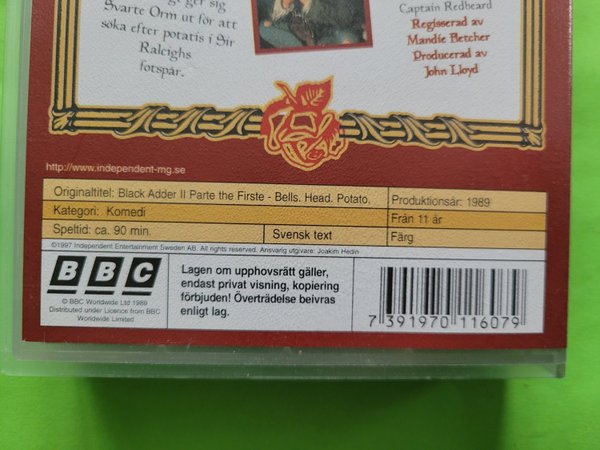 ger sig
Svarte Orm ut för att
söka efter potatis i Sir
Raleighs
fotspår.
Captain Redbeard
Regisserad av
Mandie Fletcher
Producerad av
John Lloyd
http://www.independent-mg.se
Originaltitel: Black Adder II Parte the Firste - Bells. Head. Potato.
Produktionsår: 1989
Kategori: Komedi
Från 11 år
Speltid: ca. 90 min.
Svensk text
Färg
©1997 Independent Entertainment Sweden AB. All rights reserved. Ansvarig utgivare: Joakim Hedin
BBC
© BBC Worldwide Ltd 1989
Distributed under Licence from BBC
Worldwide Limited
Lagen om upphovsrätt gäller,
endast privat visning, kopiering
förbjuden! Överträdelse beivras
enligt lag.
7 391970 116079